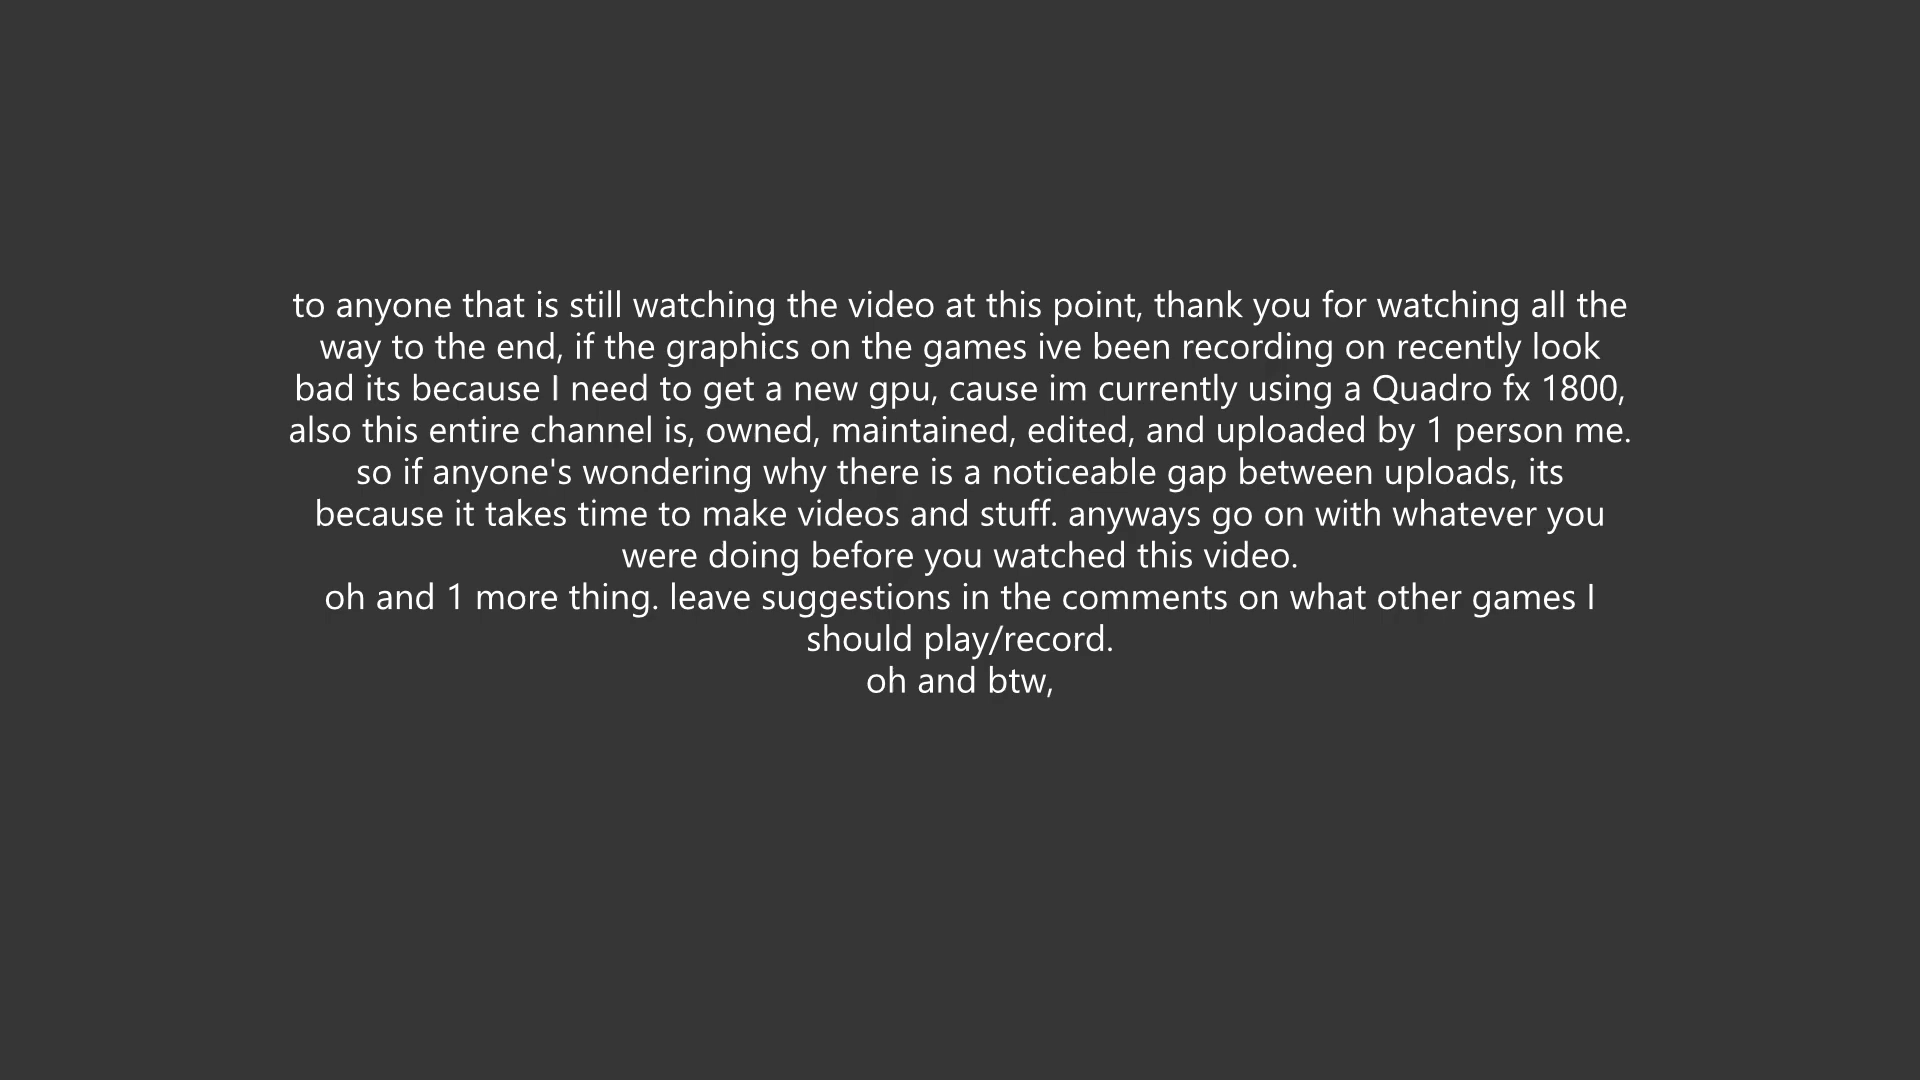 to anyone that is still watching the video at this point, thank you for watching all the
way to the end, if the graphics on the games ive been recording on recently look
bad its because I need to get a new gpu, cause im currently using a Quadro fx 1800,
also this entire channel is, owned, maintained, edited, and uploaded by 1 person me.
so if anyone's wondering why there is a noticeable gap between uploads, its
because it takes time to make videos and stuff. anyways go on with whatever you
were doing before you watched this video.
oh and 1 more thing. leave suggestions in the comments on what other games I
should play/record.
oh and btw,